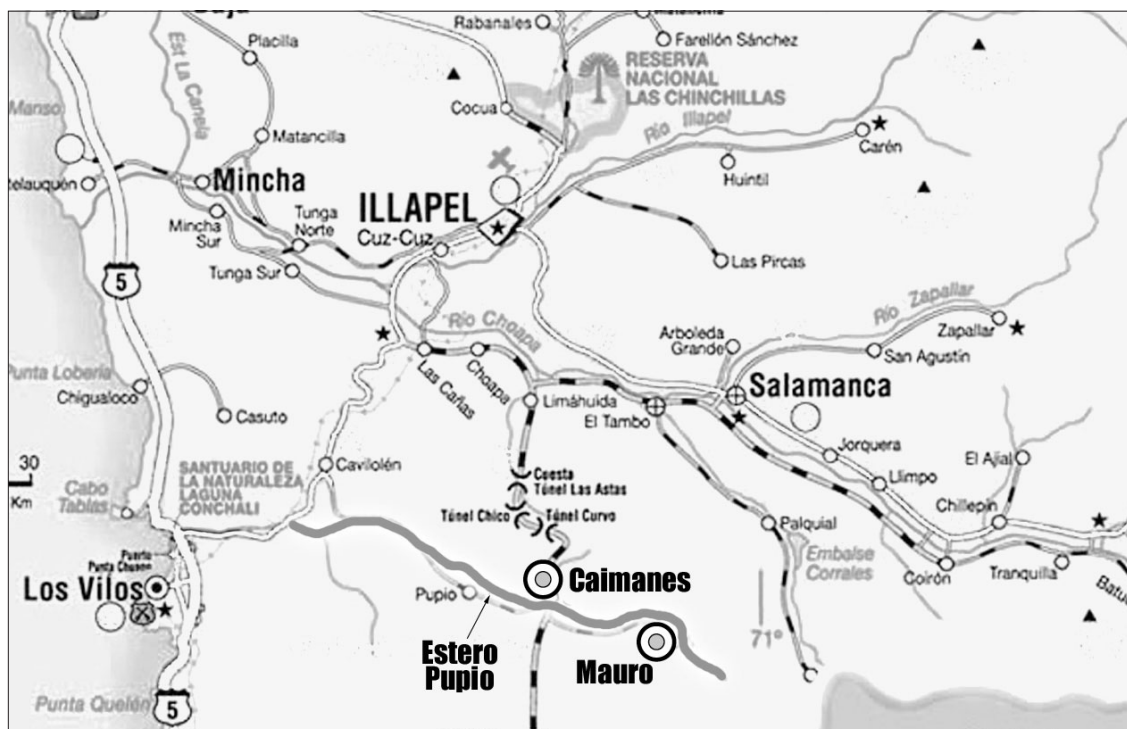 Rabanales
Farellón Sánchez
Placilla
Est La Canela
RESERVA
NACIONAL
LAS CHINCHILLAS
Manso
Cocua
Río Illapel
Carén
Matancilla
Huintil
telauquén
Mincha
ILLAPEL
Mincha
Sur
Tunga
Norte
Cuz-Cuz
Las Pircas
Tunga Sur
5
Río Choapa
Río Zapallar
Arboleda
Grande
Zapallar
San Agustín
Punta Lobería
Chigualoco
Las Cañas
Choapa
Salamanca
Limáhuida
El Tambo
Casuto
Jorquera
30
Km
Cavilolén
SANTUARIO DE
LA NATURALEZA
LAGUNA
CONCHALI
Cuesta
Túnel Las Astas
El Ajial
Llimpo
Cabo
Tablas
Túnel Chico
Túnel Curvo
Chillepín
Palquial
Puerto
Punta Chungo
Embalse
Corrales
Coirón
Tranquilla
Batuc
Los Vilos
Pupio
Caimanes
Estero
Pupio
Mauro
71º
Punta Quelén
5